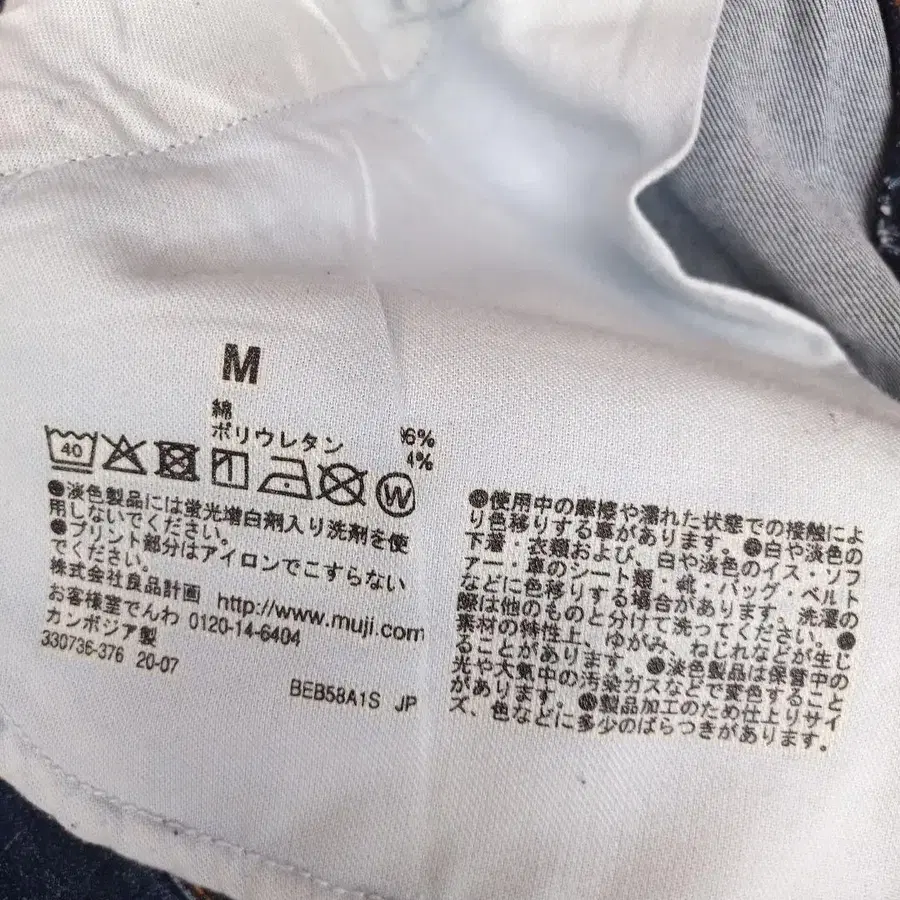 M
綿 96%
ポリウレタン 4%
40
W
●淡色製品には蛍光増白剤入り洗剤を使
用しないでください。
●プリント部分はアイロンでこすらない
でください。
株式会社良品計画 http://www.muji.com
お客様室でんわ 0120-14-6404
カンボジア製
330736-376 20-07
BEB58A1S JP
●使用中の摩擦や濡れた状態での接触によ
り色移りする事があります。●白や淡色の
下着・衣類および、白や淡色のイス・ソフ
ァー・車のシート類・靴・バッグ・ベルト
などに色移りする場合があります。洗濯の
際は他のものと分けて洗ってください。●
素材の特性上、ゆがみ、ねじれなどが生じ
ることがあります。●淡色製品は保管中の
光や大気中の汚染ガスなどで変色すること
があります。●製品加工のため仕上りサイ
ズ、色などに多少のばらつきがあります。